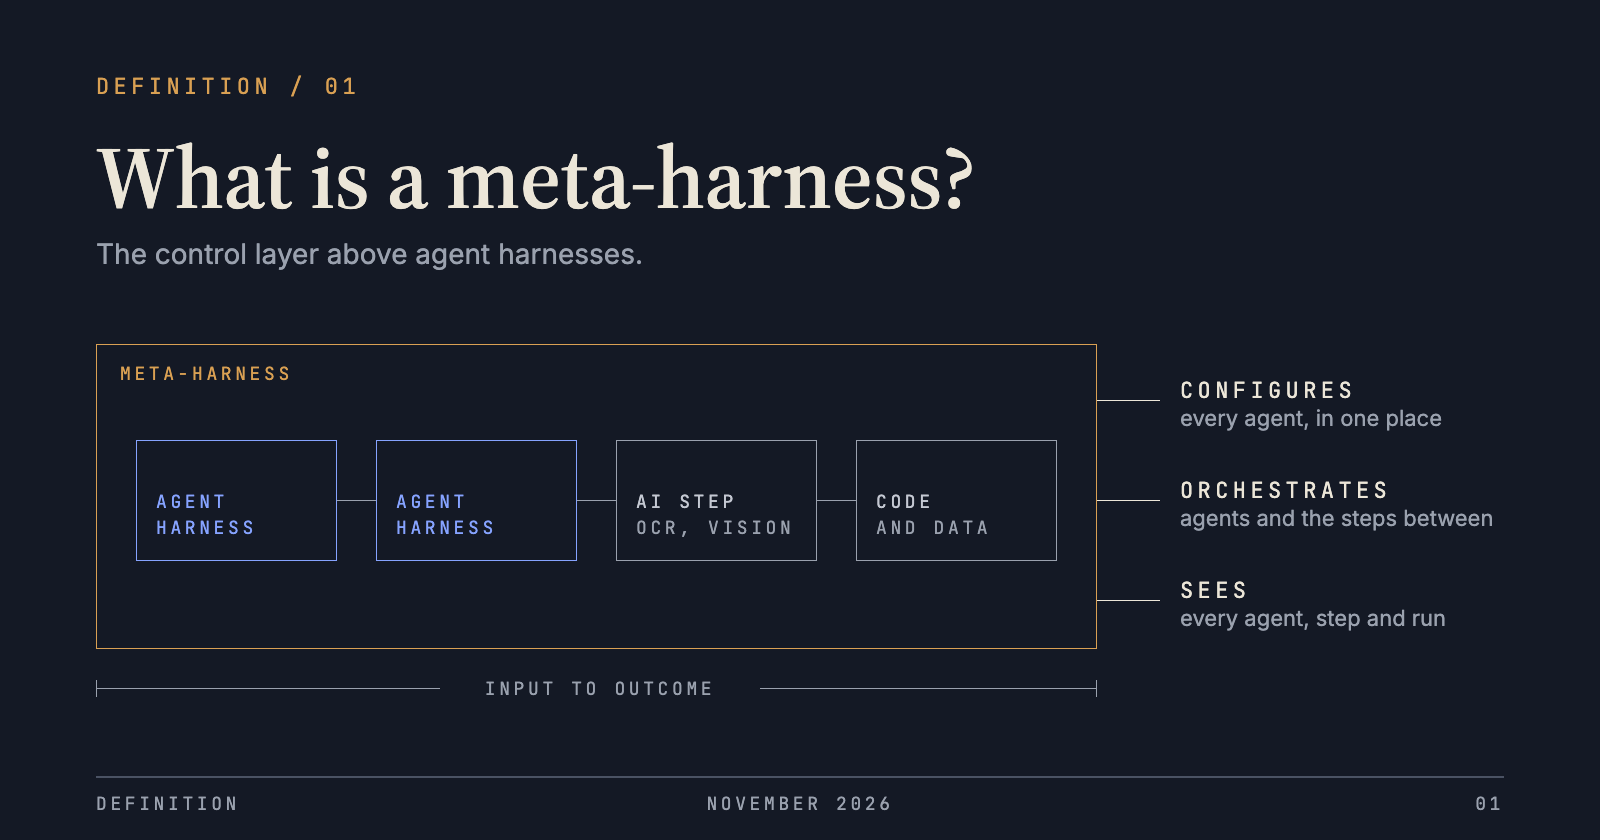 DEFINITION / 01
What is a meta-harness?
The control layer above agent harnesses.
META-HARNESS
AGENT
HARNESS
AGENT
HARNESS
AI STEP
OCR, VISION
CODE
AND DATA
CONFIGURES
every agent, in one place
ORCHESTRATES
agents and the steps between
SEES
every agent, step and run
INPUT TO OUTCOME
DEFINITION
NOVEMBER 2026
01